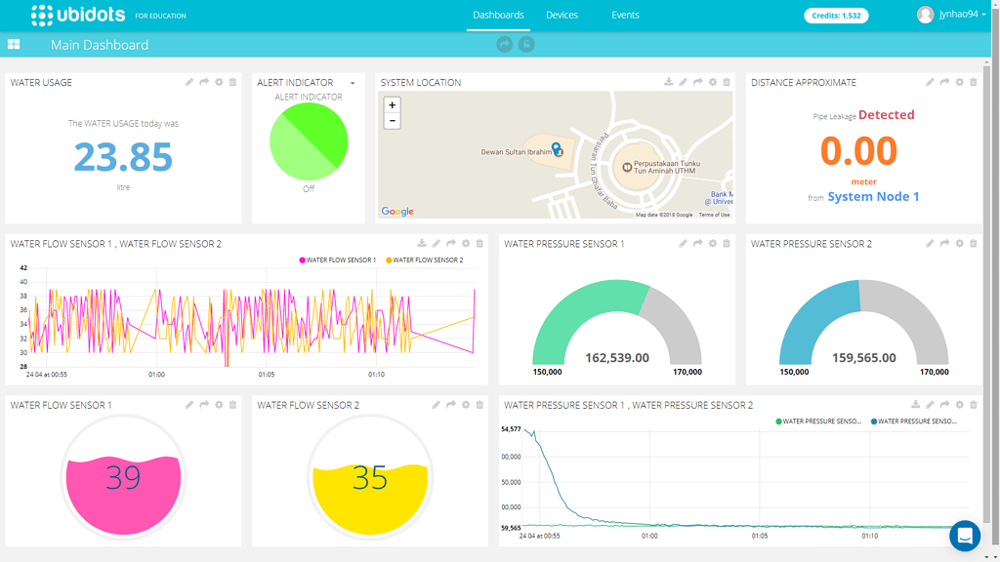 ubidots FOR EDUCATION
Dashboards
Devices
Events
Credits: 1,532
jynhao94
Main Dashboard
WATER USAGE
The WATER USAGE today was
23.85
litre
ALERT INDICATOR
ALERT INDICATOR
Off
SYSTEM LOCATION
+
−
Dewan Sultan Ibrahim
Persiaran Tun Ghafar Baba
Perpustakaan Tunku
Tun Aminah UTHM
Bank M
@ Univer
Google
Map data ©2018 Google Terms of Use
DISTANCE APPROXIMATE
Pipe Leakage Detected
0.00
meter
from System Node 1
WATER FLOW SENSOR 1 , WATER FLOW SENSOR 2
WATER FLOW SENSOR 1 WATER FLOW SENSOR 2
42
40
38
36
34
32
30
28
24 04 at 00:55
01:00
01:05
01:10
WATER PRESSURE SENSOR 1
162,539.00
150,000
170,000
WATER PRESSURE SENSOR 2
159,565.00
150,000
170,000
WATER FLOW SENSOR 1
39
WATER FLOW SENSOR 2
35
WATER PRESSURE SENSOR 1 , WATER PRESSURE SENSOR 2
WATER PRESSURE SENSO... WATER PRESSURE SENSO...
54,577
00,000
50,000
00,000
59,565
24 04 at 00:55
01:00
01:05
01:10